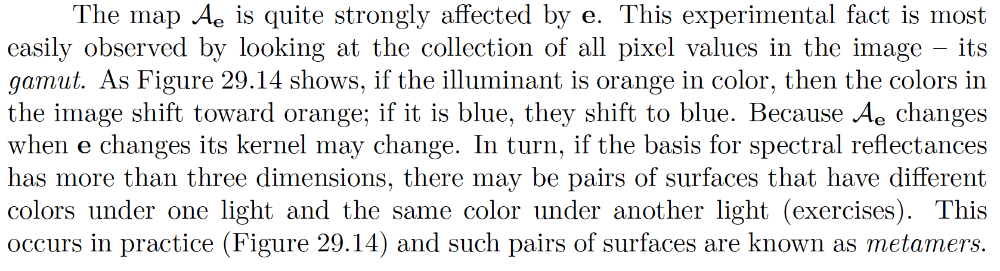 The map 𝒜ₑ is quite strongly affected by e. This experimental fact is most
easily observed by looking at the collection of all pixel values in the image – its
gamut. As Figure 29.14 shows, if the illuminant is orange in color, then the colors in
the image shift toward orange; if it is blue, they shift to blue. Because 𝒜ₑ changes
when e changes its kernel may change. In turn, if the basis for spectral reflectances
has more than three dimensions, there may be pairs of surfaces that have different
colors under one light and the same color under another light (exercises). This
occurs in practice (Figure 29.14) and such pairs of surfaces are known as metamers.